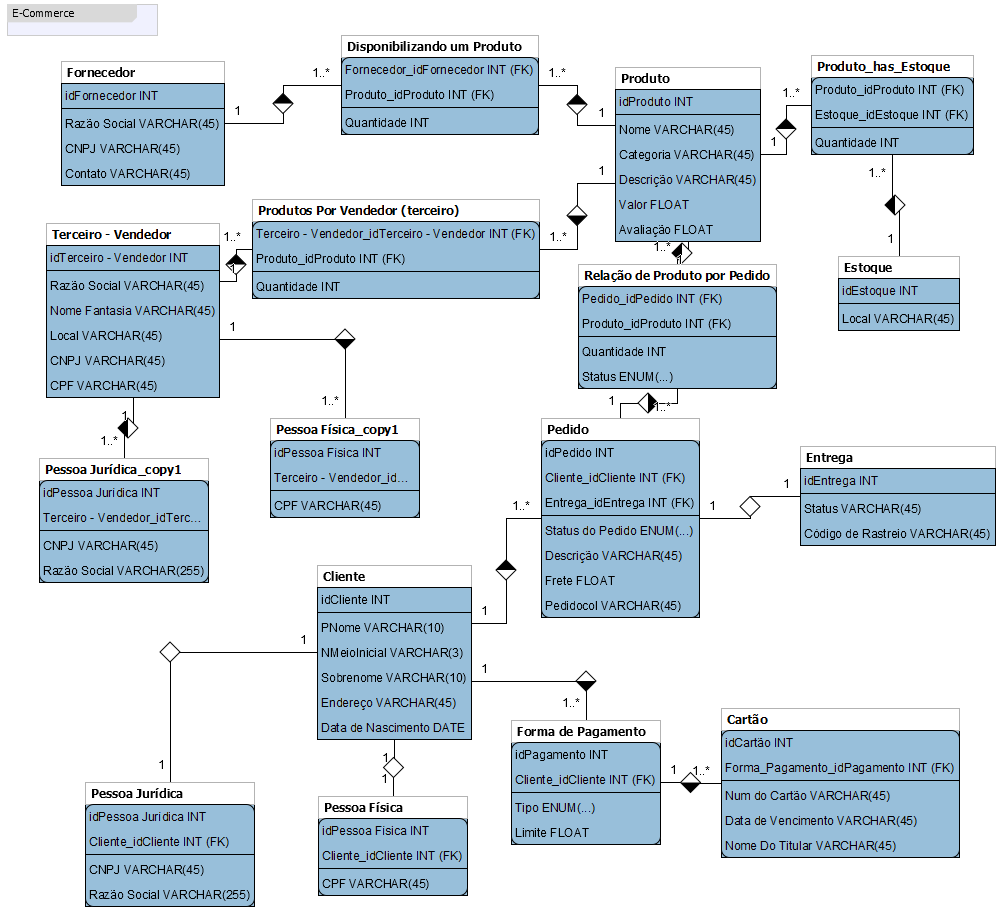 E-Commerce
Fornecedor
idFornecedor INT
Razão Social VARCHAR(45)
CNPJ VARCHAR(45)
Contato VARCHAR(45)
1
1..*
Disponibilizando um Produto
Fornecedor_idFornecedor INT (FK)
Produto_idProduto INT (FK)
Quantidade INT
1..*
1
Produto
idProduto INT
Nome VARCHAR(45)
Categoria VARCHAR(45)
Descrição VARCHAR(45)
Valor FLOAT
Avaliação FLOAT
1
1..*
Produto_has_Estoque
Produto_idProduto INT (FK)
Estoque_idEstoque INT (FK)
Quantidade INT
1..*
1
Estoque
idEstoque INT
Local VARCHAR(45)
Produtos Por Vendedor (terceiro)
Terceiro - Vendedor_idTerceiro - Vendedor INT (FK)
Produto_idProduto INT (FK)
Quantidade INT
1..*
1
Terceiro - Vendedor
idTerceiro - Vendedor INT
Razão Social VARCHAR(45)
Nome Fantasia VARCHAR(45)
Local VARCHAR(45)
CNPJ VARCHAR(45)
CPF VARCHAR(45)
1..*
1
1
1..*
1
1..*
Relação de Produto por Pedido
Pedido_idPedido INT (FK)
Produto_idProduto INT (FK)
Quantidade INT
Status ENUM(...)
1..*
1
1
1..*
Pessoa Física_copy1
idPessoa Física INT
Terceiro - Vendedor_id...
CPF VARCHAR(45)
Pessoa Jurídica_copy1
idPessoa Jurídica INT
Terceiro - Vendedor_idTerc...
CNPJ VARCHAR(45)
Razão Social VARCHAR(255)
Pedido
idPedido INT
Cliente_idCliente INT (FK)
Entrega_idEntrega INT (FK)
Status do Pedido ENUM(...)
Descrição VARCHAR(45)
Frete FLOAT
Pedidocol VARCHAR(45)
1
1
Entrega
idEntrega INT
Status VARCHAR(45)
Código de Rastreio VARCHAR(45)
1..*
1
Cliente
idCliente INT
PNome VARCHAR(10)
NMeioInicial VARCHAR(3)
Sobrenome VARCHAR(10)
Endereço VARCHAR(45)
Data de Nascimento DATE
1
1
1
1
1
1..*
Forma de Pagamento
idPagamento INT
Cliente_idCliente INT (FK)
Tipo ENUM(...)
Limite FLOAT
1
1..*
Cartão
idCartão INT
Forma_Pagamento_idPagamento INT (FK)
Num do Cartão VARCHAR(45)
Data de Vencimento VARCHAR(45)
Nome Do Titular VARCHAR(45)
Pessoa Jurídica
idPessoa Jurídica INT
Cliente_idCliente INT (FK)
CNPJ VARCHAR(45)
Razão Social VARCHAR(255)
Pessoa Física
idPessoa Física INT
Cliente_idCliente INT (FK)
CPF VARCHAR(45)